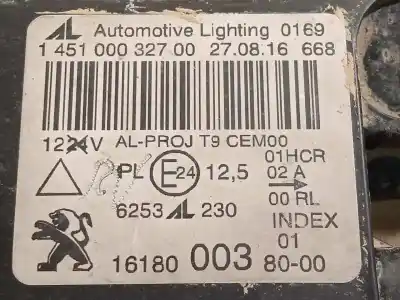 AL Automotive Lighting 0169
1 451 000 327 00 27.08.16 668
1224V AL-PROJ T9 CEM00
01HCR
PL E24 12,5 02 A
00 RL
6253 AL 230 INDEX
01
16180 003 80-00